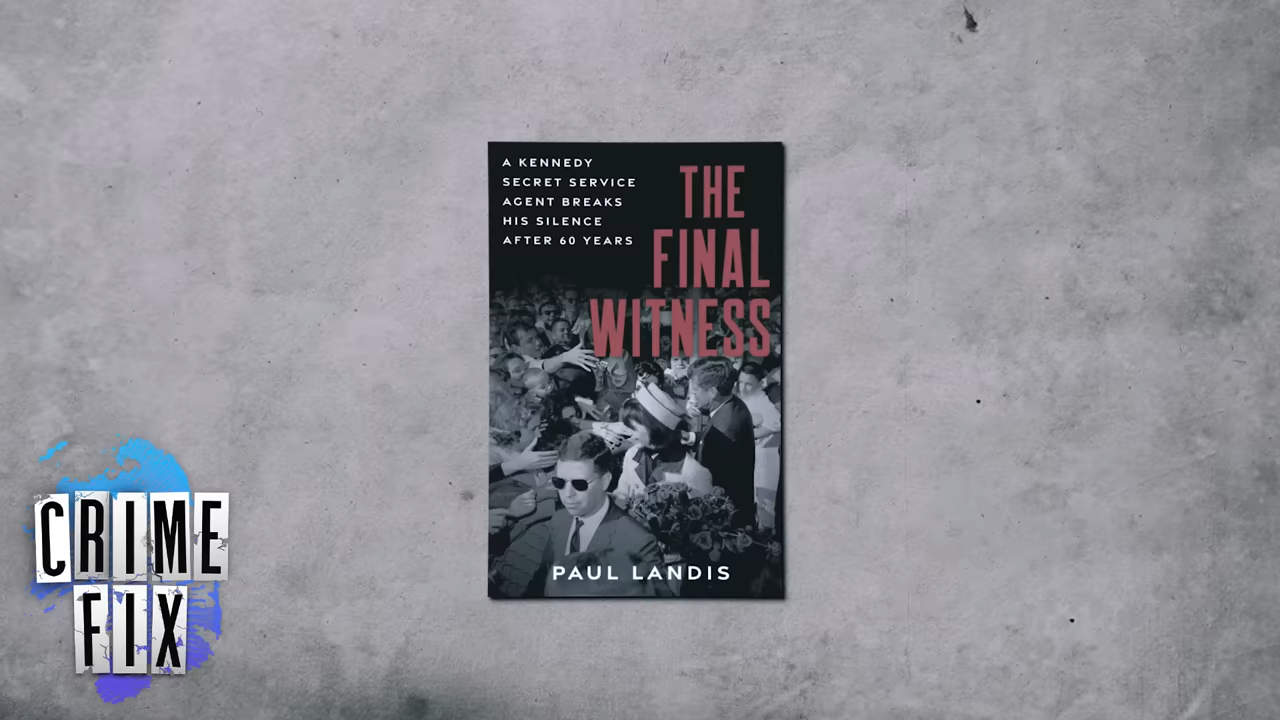 A KENNEDY
SECRET SERVICE
AGENT BREAKS
HIS SILENCE
AFTER 60 YEARS
THE
FINAL
WITNESS
PAUL LANDIS
CRIME
FIX